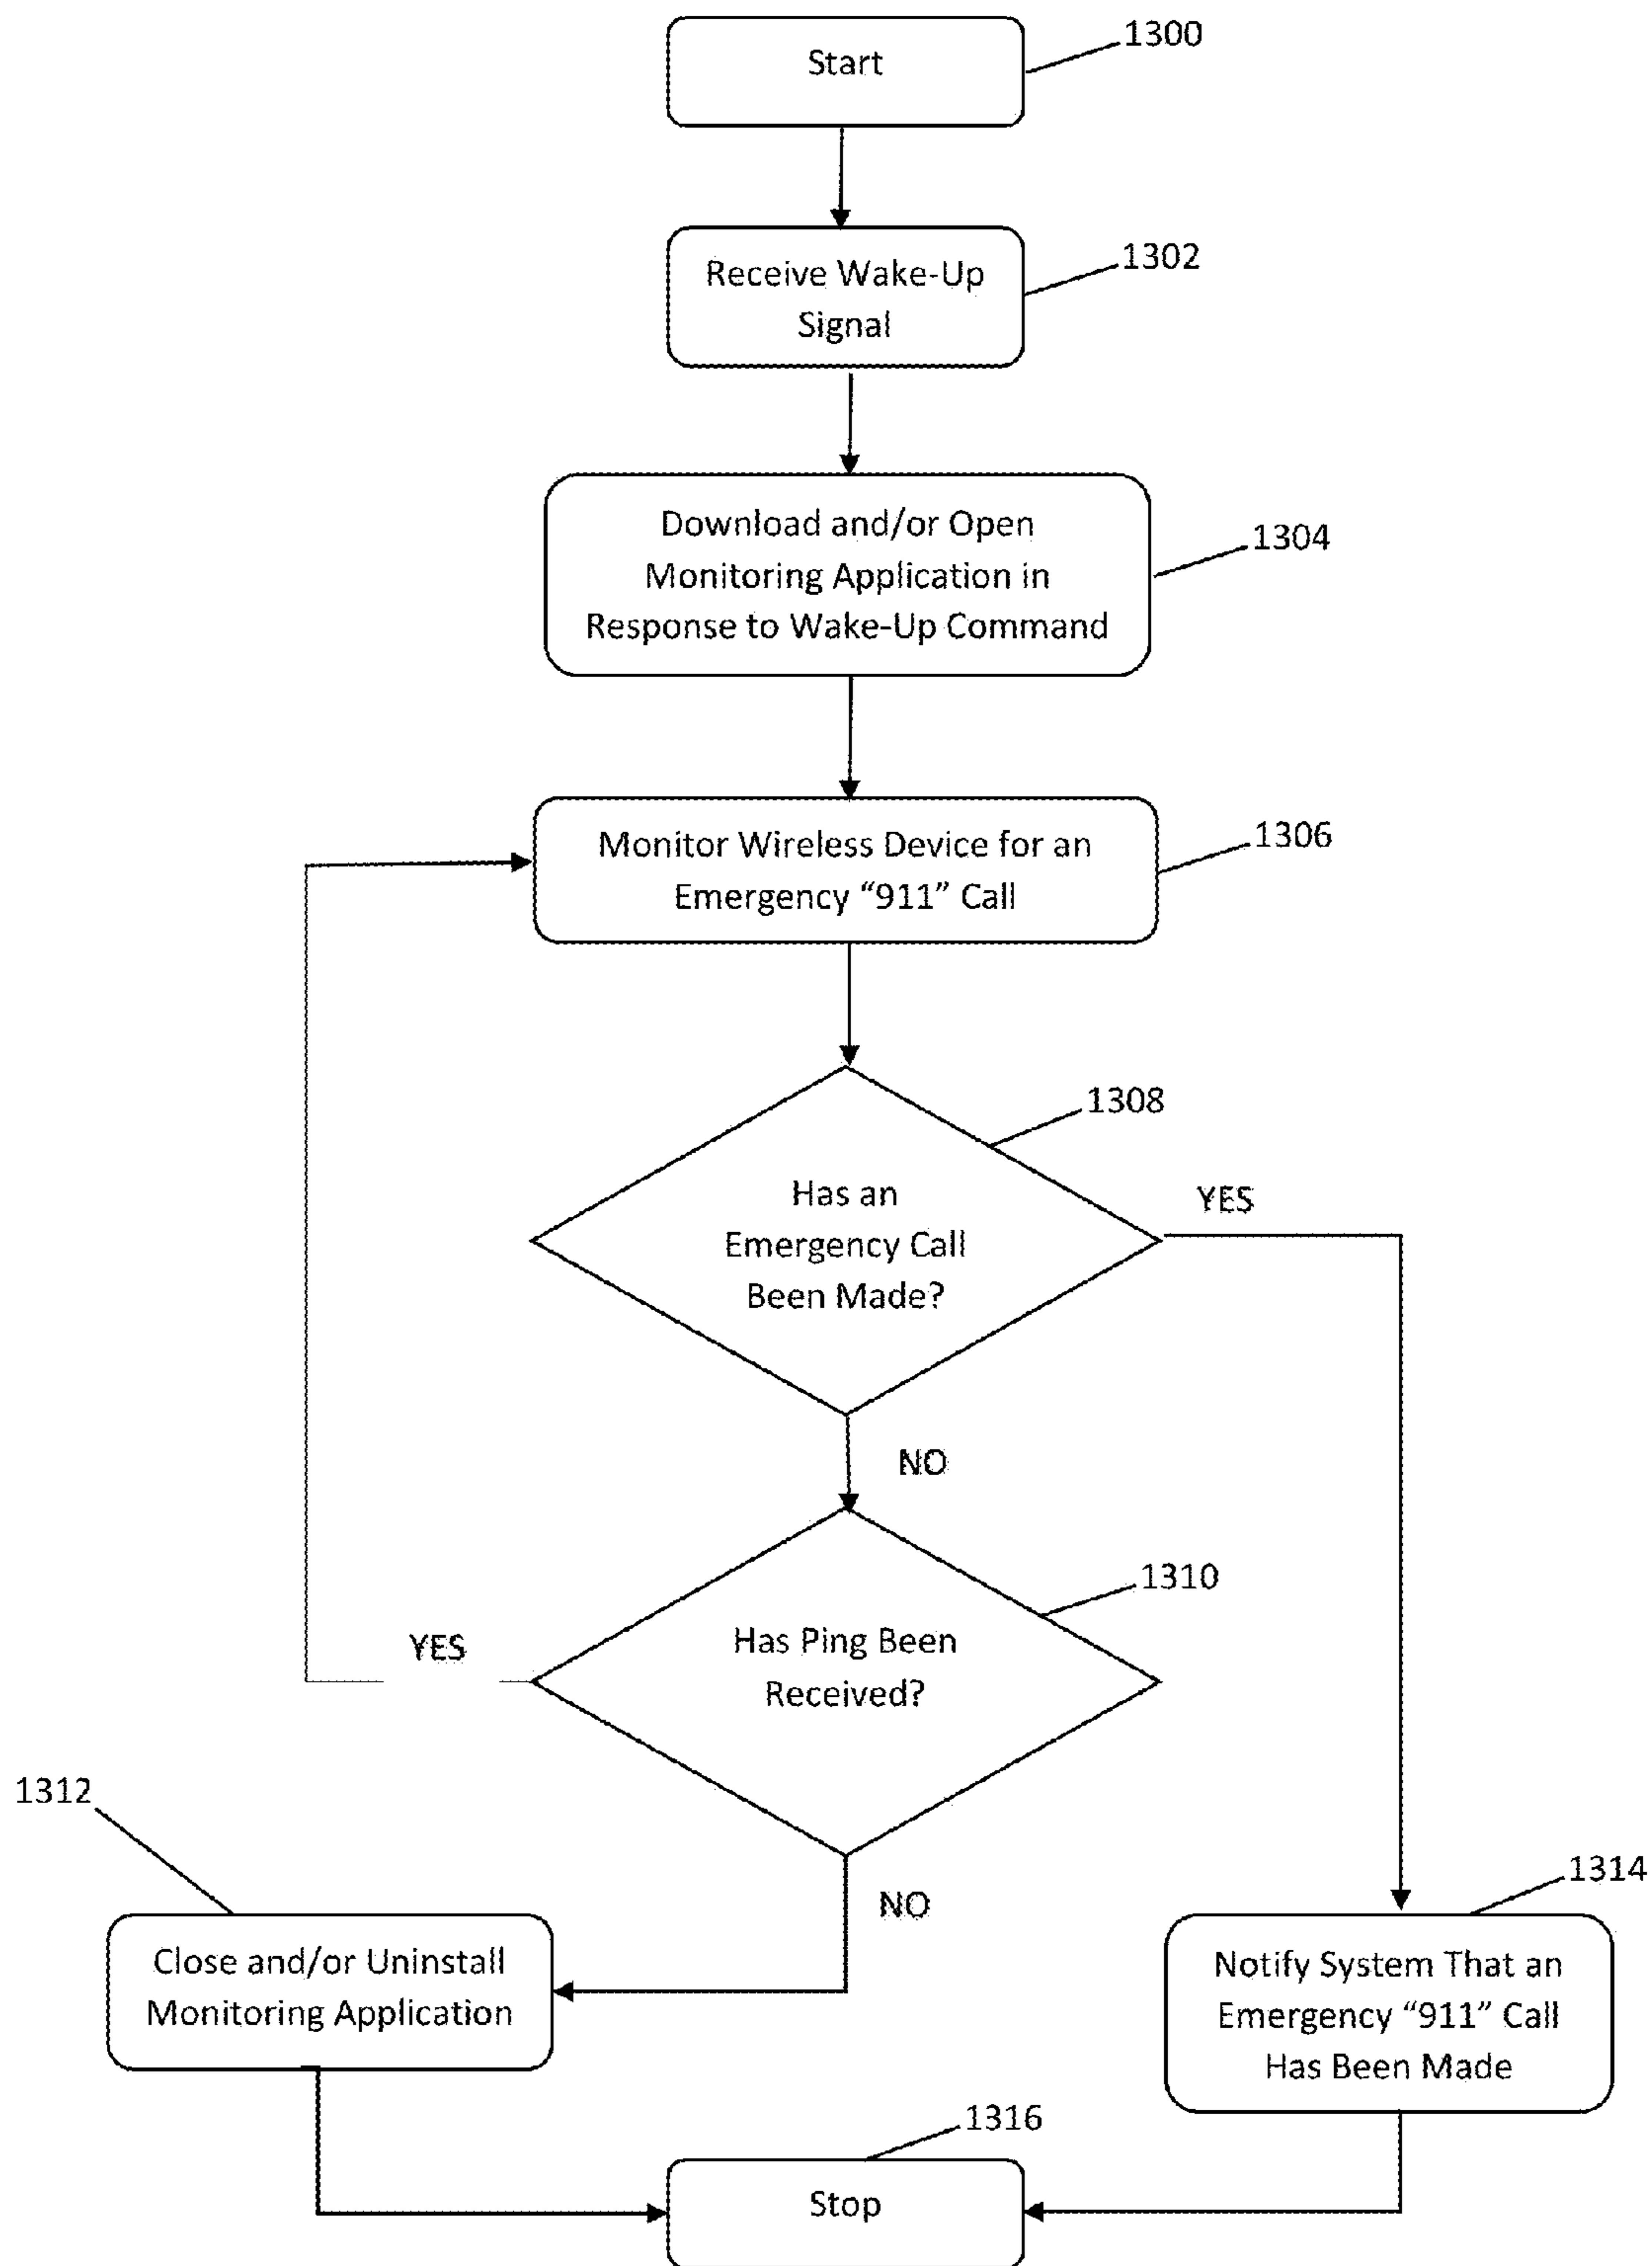 Start
1300
Receive Wake-Up
Signal
1302
Download and/or Open
Monitoring Application in
Response to Wake-Up Command
1304
Monitor Wireless Device for an
Emergency “911” Call
1306
1308
Has an
Emergency Call
Been Made?
YES
NO
1310
Has Ping Been
Received?
YES
NO
1312
Close and/or Uninstall
Monitoring Application
1314
Notify System That an
Emergency “911” Call
Has Been Made
1316
Stop